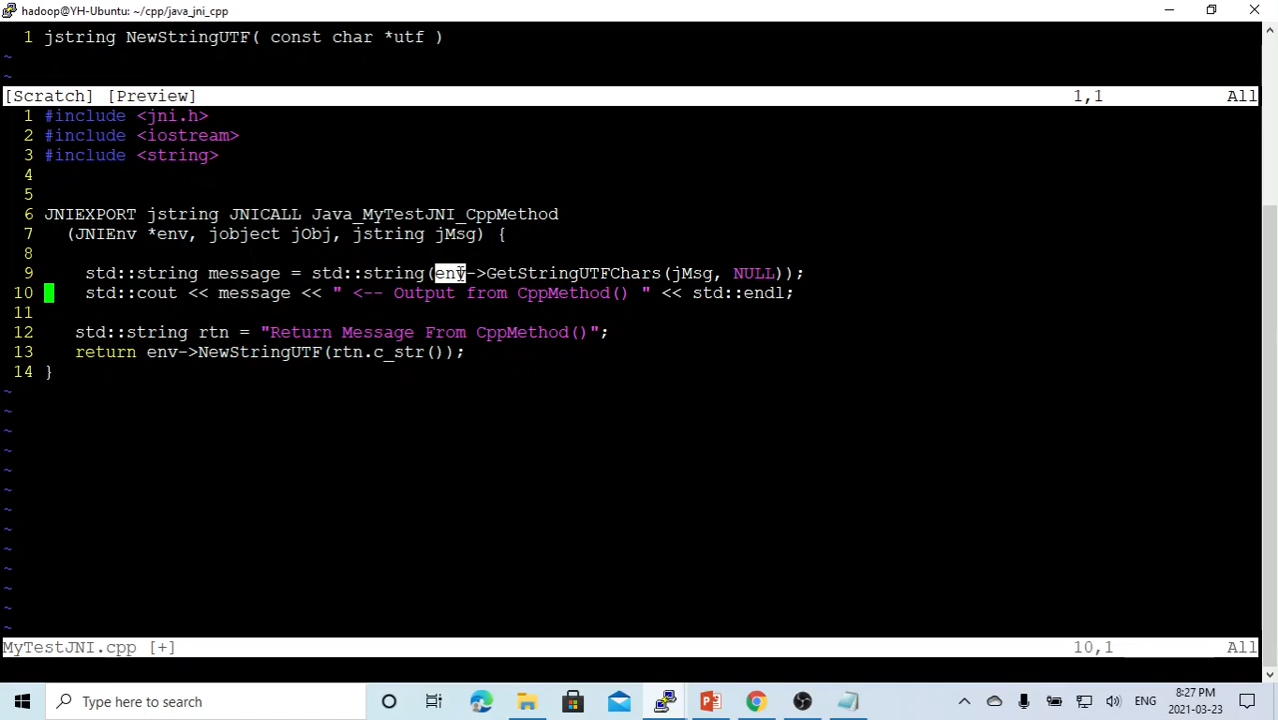 hadoop@YH-Ubuntu: ~/cpp/java_jni_cpp
1 jstring NewStringUTF( const char *utf )
~
~
[Scratch] [Preview] 1,1 All
1 #include <jni.h>
2 #include <iostream>
3 #include <string>
4
5
6 JNIEXPORT jstring JNICALL Java_MyTestJNI_CppMethod
7 (JNIEnv *env, jobject jObj, jstring jMsg) {
8
9 std::string message = std::string(env->GetStringUTFChars(jMsg, NULL));
10 std::cout << message << " <-- Output from CppMethod() " << std::endl;
11
12 std::string rtn = "Return Message From CppMethod()";
13 return env->NewStringUTF(rtn.c_str());
14 }
~
~
~
~
~
~
~
~
~
~
~
~
~
MyTestJNI.cpp [+] 10,1 All
Type here to search
ENG
8:27 PM
2021-03-23